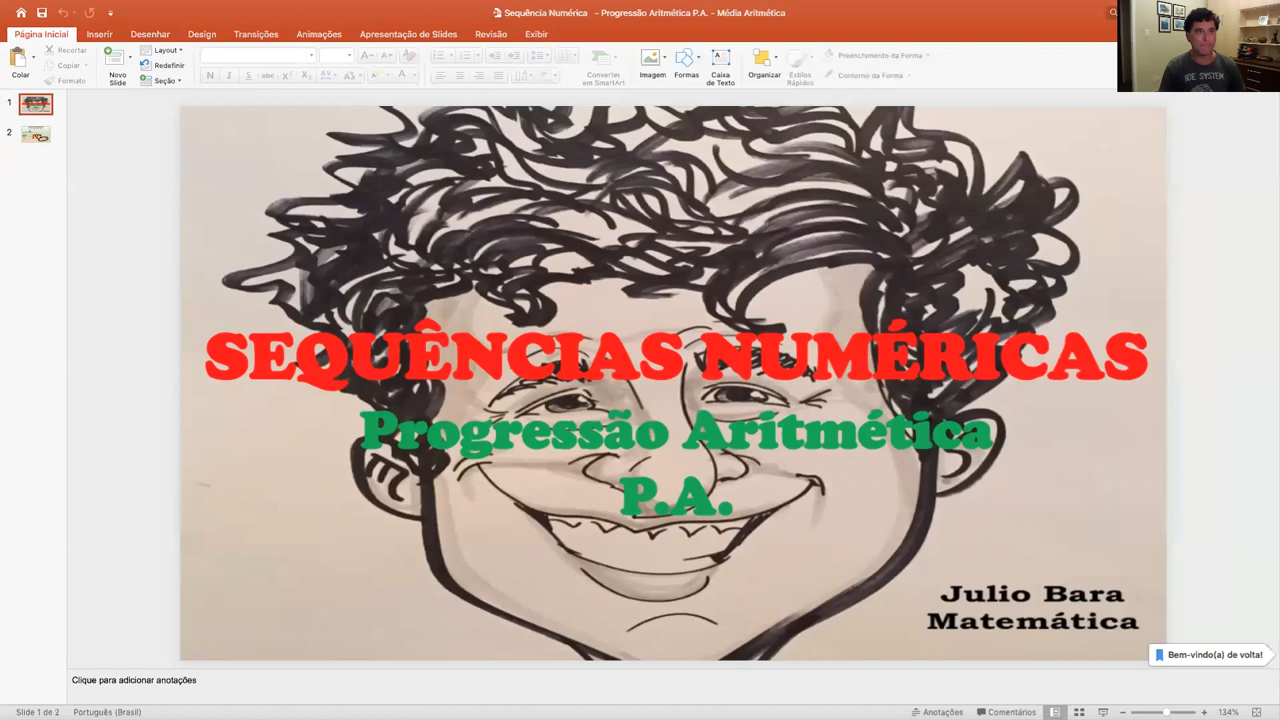 Sequência Numérica - Progressão Aritmética P.A. - Média Aritmética
Página Inicial Inserir Desenhar Design Transições Animações Apresentação de Slides Revisão Exibir
Colar
Recortar
Copiar
Formato
Novo
Slide
Layout
Redefinir
Seção
N I S abc
Converter
em SmartArt
Imagem
Formas
Caixa
de Texto
Organizar
Estilos
Rápidos
Preenchimento da Forma
Contorno da Forma
1
2
SEQUÊNCIAS NUMÉRICAS
Progressão Aritmética
P.A.
Julio Bara
Matemática
Bem-vindo(a) de volta!
Clique para adicionar anotações
Slide 1 de 2 Português (Brasil) Anotações Comentários 134%